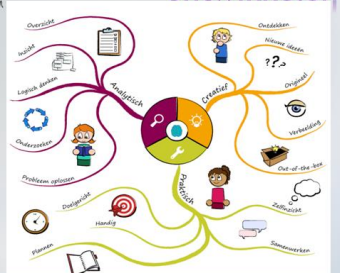 Overzicht
Inzicht
Logisch denken
Onderzoeken
Probleem oplossen
Analytisch
Ontdekken
Nieuwe ideeën
???
Origineel
Verbeelding
Out-of-the-box
Creatief
Zelfinzicht
Samenwerken
Praktisch
Doelgericht
Handig
Plannen